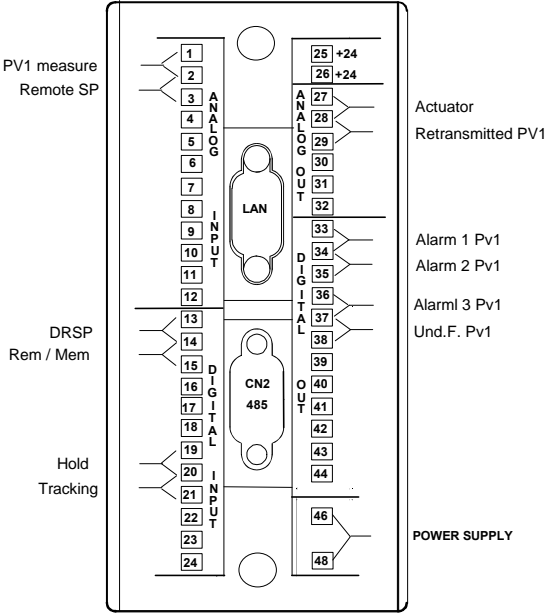 PV1 measure
Remote SP
DRSP
Rem / Mem
Hold
Tracking
1
2
3
4
5
6
7
8
9
10
11
12
ANALOG INPUT
13
14
15
16
17
18
19
20
21
22
23
24
DIGITAL INPUT
LAN
CN2
485
25 +24
26 +24
27
28
29
30
31
32
ANALOG OUT
33
34
35
36
37
38
39
40
41
42
43
44
DIGITAL OUT
46
48
Actuator
Retransmitted PV1
Alarm 1 Pv1
Alarm 2 Pv1
Alarml 3 Pv1
Und.F. Pv1
POWER SUPPLY